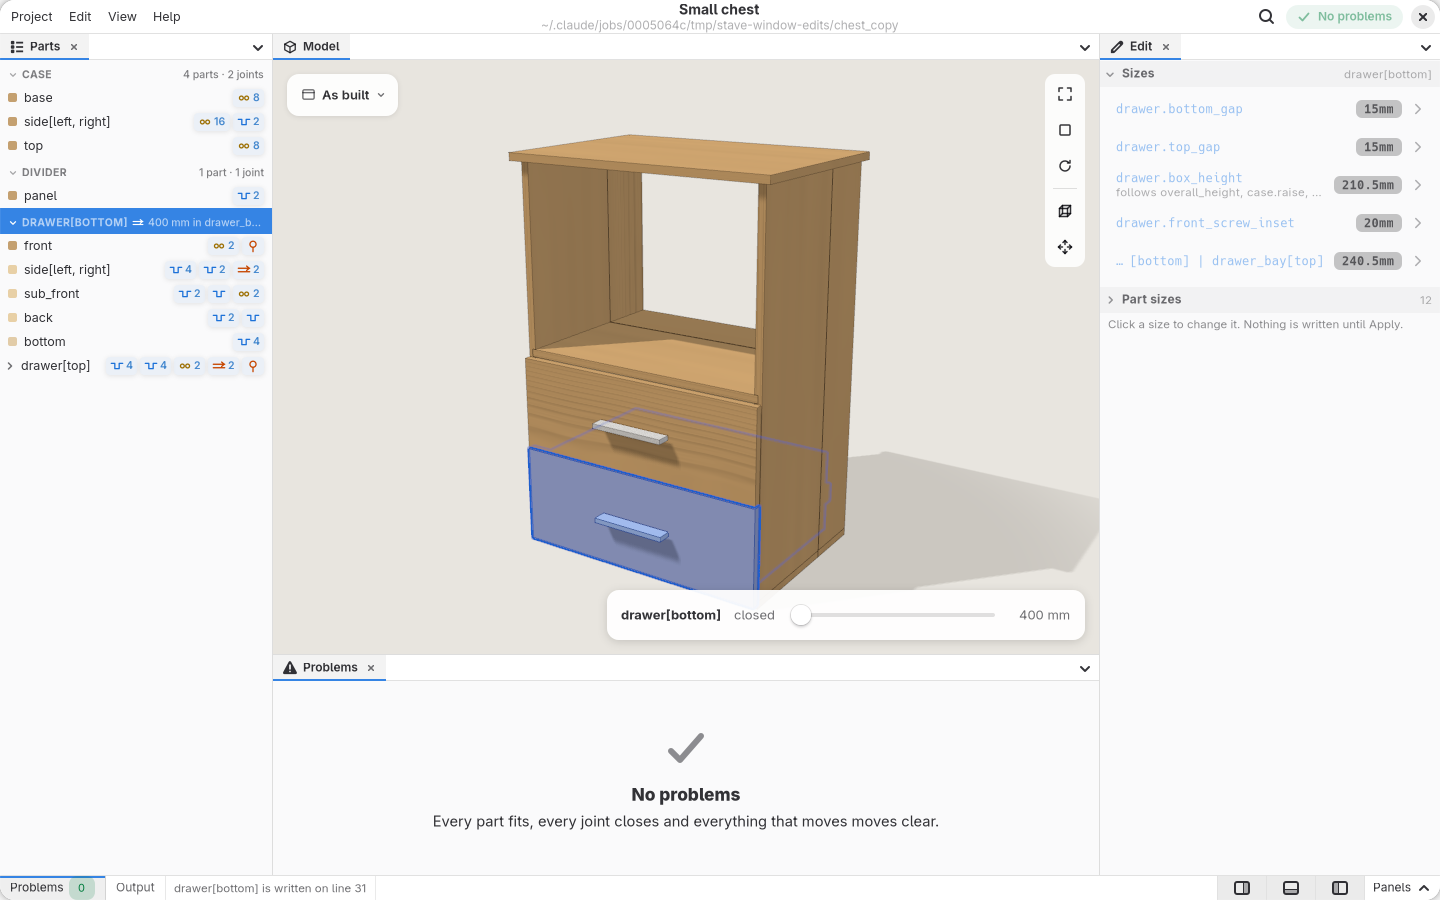 Project Edit View Help
Small chest
~/.claude/jobs/0005064c/tmp/stave-window-edits/chest_copy
No problems
Parts
CASE 4 parts · 2 joints
base 8
side[left, right] 16 2
top 8
DIVIDER 1 part · 1 joint
panel 2
DRAWER[BOTTOM] 400 mm in drawer_b...
front 2
side[left, right] 4 2 2
sub_front 2 2
back 2
bottom 4
drawer[top] 4 4 2 2
Model
As built
drawer[bottom] closed 400 mm
Problems
No problems
Every part fits, every joint closes and everything that moves moves clear.
Edit
Sizes drawer[bottom]
drawer.bottom_gap 15mm
drawer.top_gap 15mm
drawer.box_height 210.5mm
follows overall_height, case.raise, ...
drawer.front_screw_inset 20mm
… [bottom] | drawer_bay[top] 240.5mm
Part sizes 12
Click a size to change it. Nothing is written until Apply.
Problems 0 Output drawer[bottom] is written on line 31
Panels